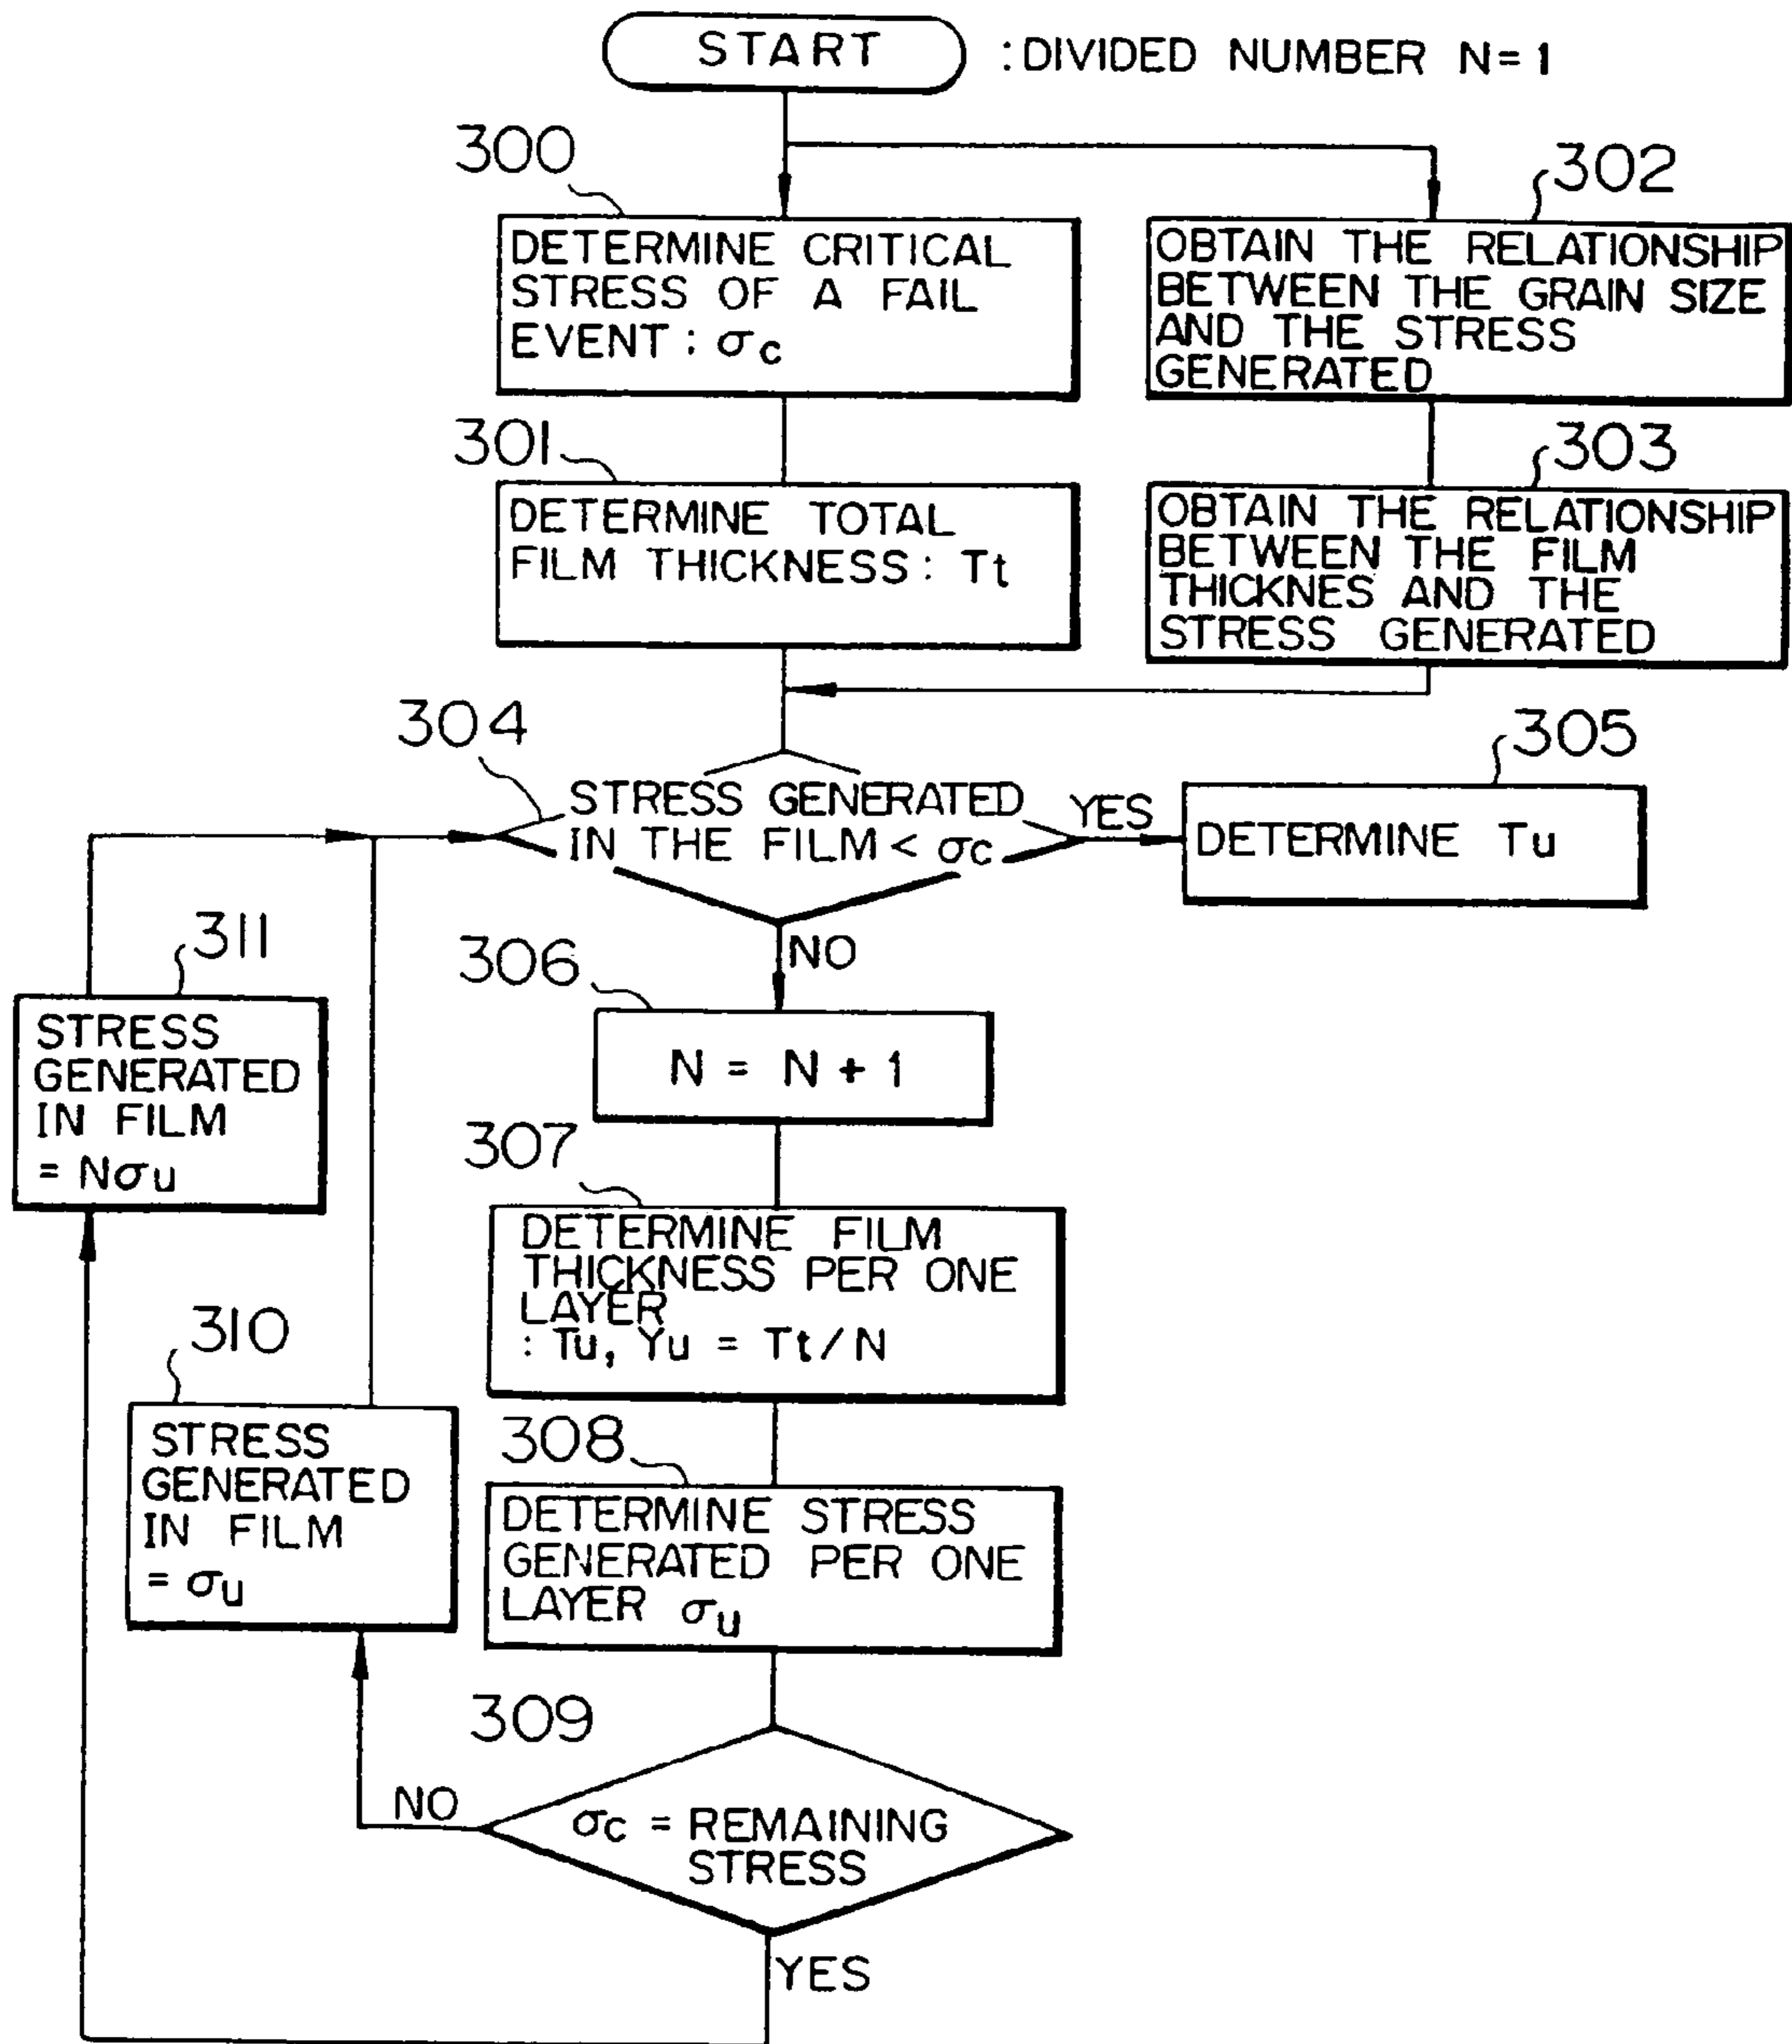 START
:DIVIDED NUMBER N=1
300
DETERMINE CRITICAL
STRESS OF A FAIL
EVENT : σc
302
OBTAIN THE RELATIONSHIP
BETWEEN THE GRAIN SIZE
AND THE STRESS
GENERATED
301
DETERMINE TOTAL
FILM THICKNESS : Tt
303
OBTAIN THE RELATIONSHIP
BETWEEN THE FILM
THICKNES AND THE
STRESS GENERATED
304
STRESS GENERATED
IN THE FILM < σc
YES
305
DETERMINE Tu
NO
306
N = N + 1
311
STRESS
GENERATED
IN FILM
= Nσu
307
DETERMINE FILM
THICKNESS PER ONE
LAYER
: Tu, Yu = Tt/N
310
STRESS
GENERATED
IN FILM
= σu
308
DETERMINE STRESS
GENERATED PER ONE
LAYER σu
309
σc = REMAINING
STRESS
NO
YES